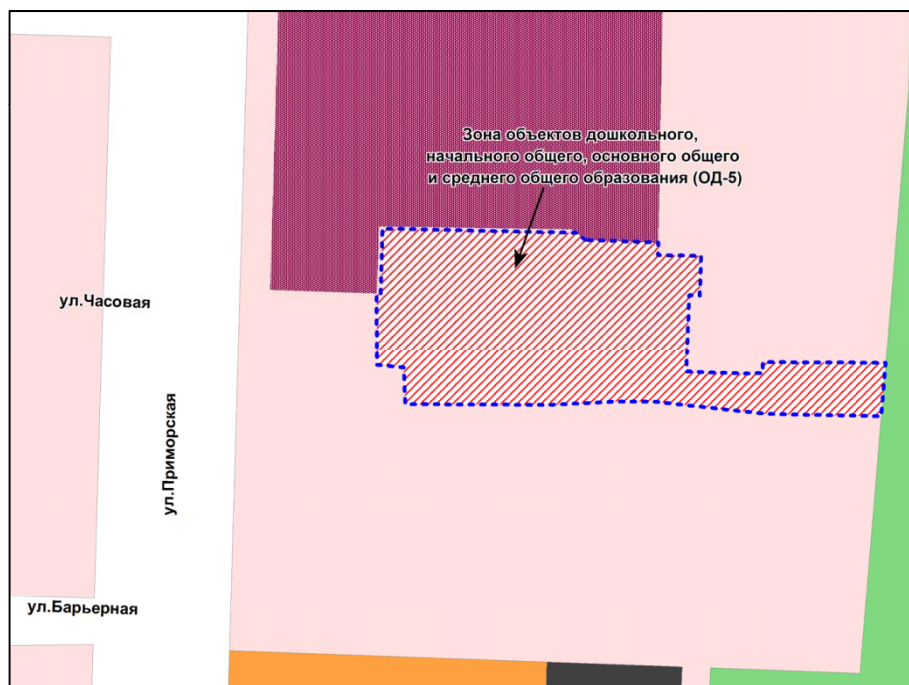 Зона объектов дошкольного,
начального общего, основного общего
и среднего общего образования (ОД-5)
ул.Часовая
ул.Приморская
ул.Барьерная